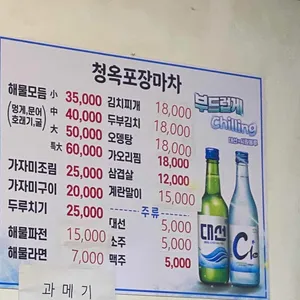 청옥포장마차
해물모듬 小 35,000
(멍게,문어 호래기,굴) 中 40,000
大 50,000
특大 60,000
가자미조림 25,000
가자미구이 20,000
두루치기 25,000
해물파전 15,000
해물라면 7,000
김치찌개 18,000
두부김치 18,000
오뎅탕 18,000
가오리찜 18,000
삼겹살 12,000
계란말이 15,000
주류
대선 5,000
소주 5,000
맥주 5,000
부드럽게
Chilling
대선
과메기